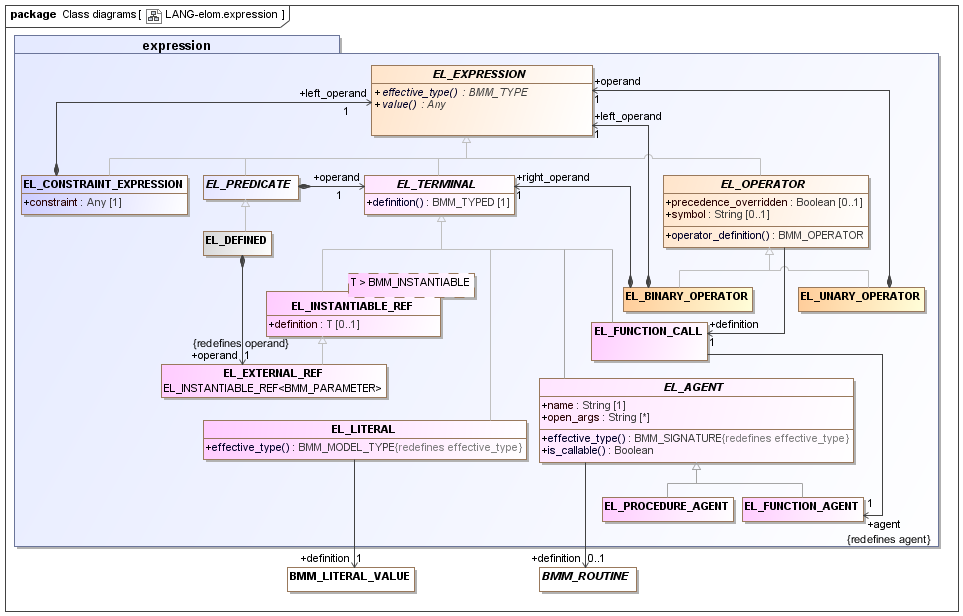 package Class diagrams [ LANG-elom.expression ]
expression
EL_EXPRESSION
+effective_type() : BMM_TYPE
+value() : Any
+left_operand
1
+operand
1
+left_operand
1
EL_CONSTRAINT_EXPRESSION
+constraint : Any [1]
EL_PREDICATE
+operand
1
EL_TERMINAL
+definition() : BMM_TYPED [1]
+right_operand
1
EL_OPERATOR
+precedence_overridden : Boolean [0..1]
+symbol : String [0..1]
+operator_definition() : BMM_OPERATOR
EL_DEFINED
T > BMM_INSTANTIABLE
EL_INSTANTIABLE_REF
+definition : T [0..1]
EL_BINARY_OPERATOR
EL_UNARY_OPERATOR
EL_FUNCTION_CALL
+definition
1
{redefines operand}
+operand 1
EL_EXTERNAL_REF
EL_INSTANTIABLE_REF<BMM_PARAMETER>
EL_AGENT
+name : String [1]
+open_args : String [*]
+effective_type() : BMM_SIGNATURE{redefines effective_type}
+is_callable() : Boolean
EL_LITERAL
+effective_type() : BMM_MODEL_TYPE{redefines effective_type}
EL_PROCEDURE_AGENT
EL_FUNCTION_AGENT
1
+agent
{redefines agent}
+definition 1
BMM_LITERAL_VALUE
+definition 0..1
BMM_ROUTINE